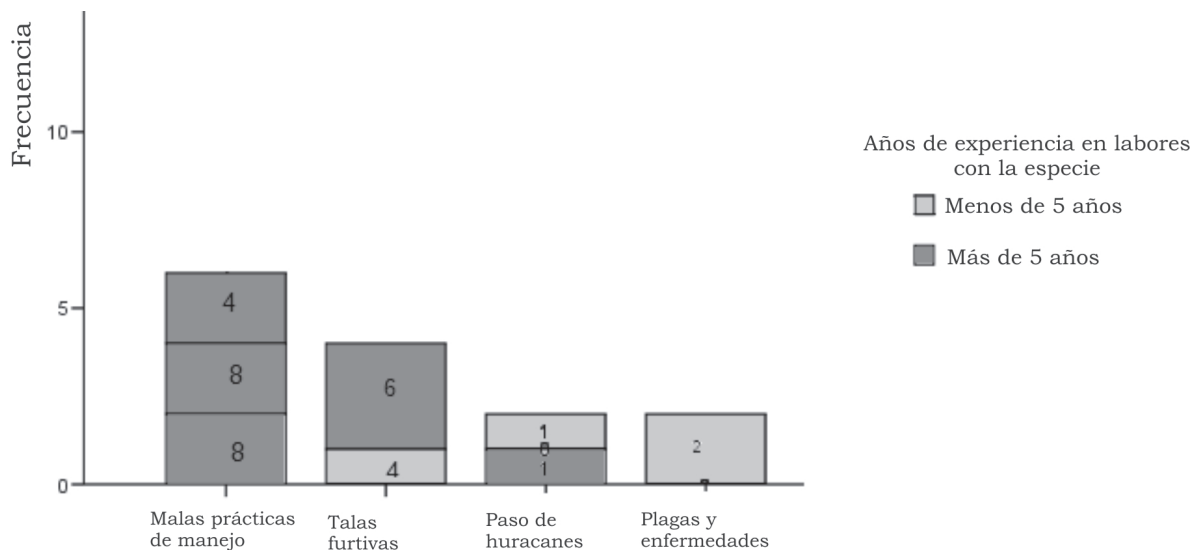 Frecuencia
10
5
0
4
8
8
6
4
1
0
1
2
Malas prácticas
de manejo
Talas
furtivas
Paso de
huracanes
Plagas y
enfermedades
Años de experiencia en labores
con la especie
Menos de 5 años
Más de 5 años